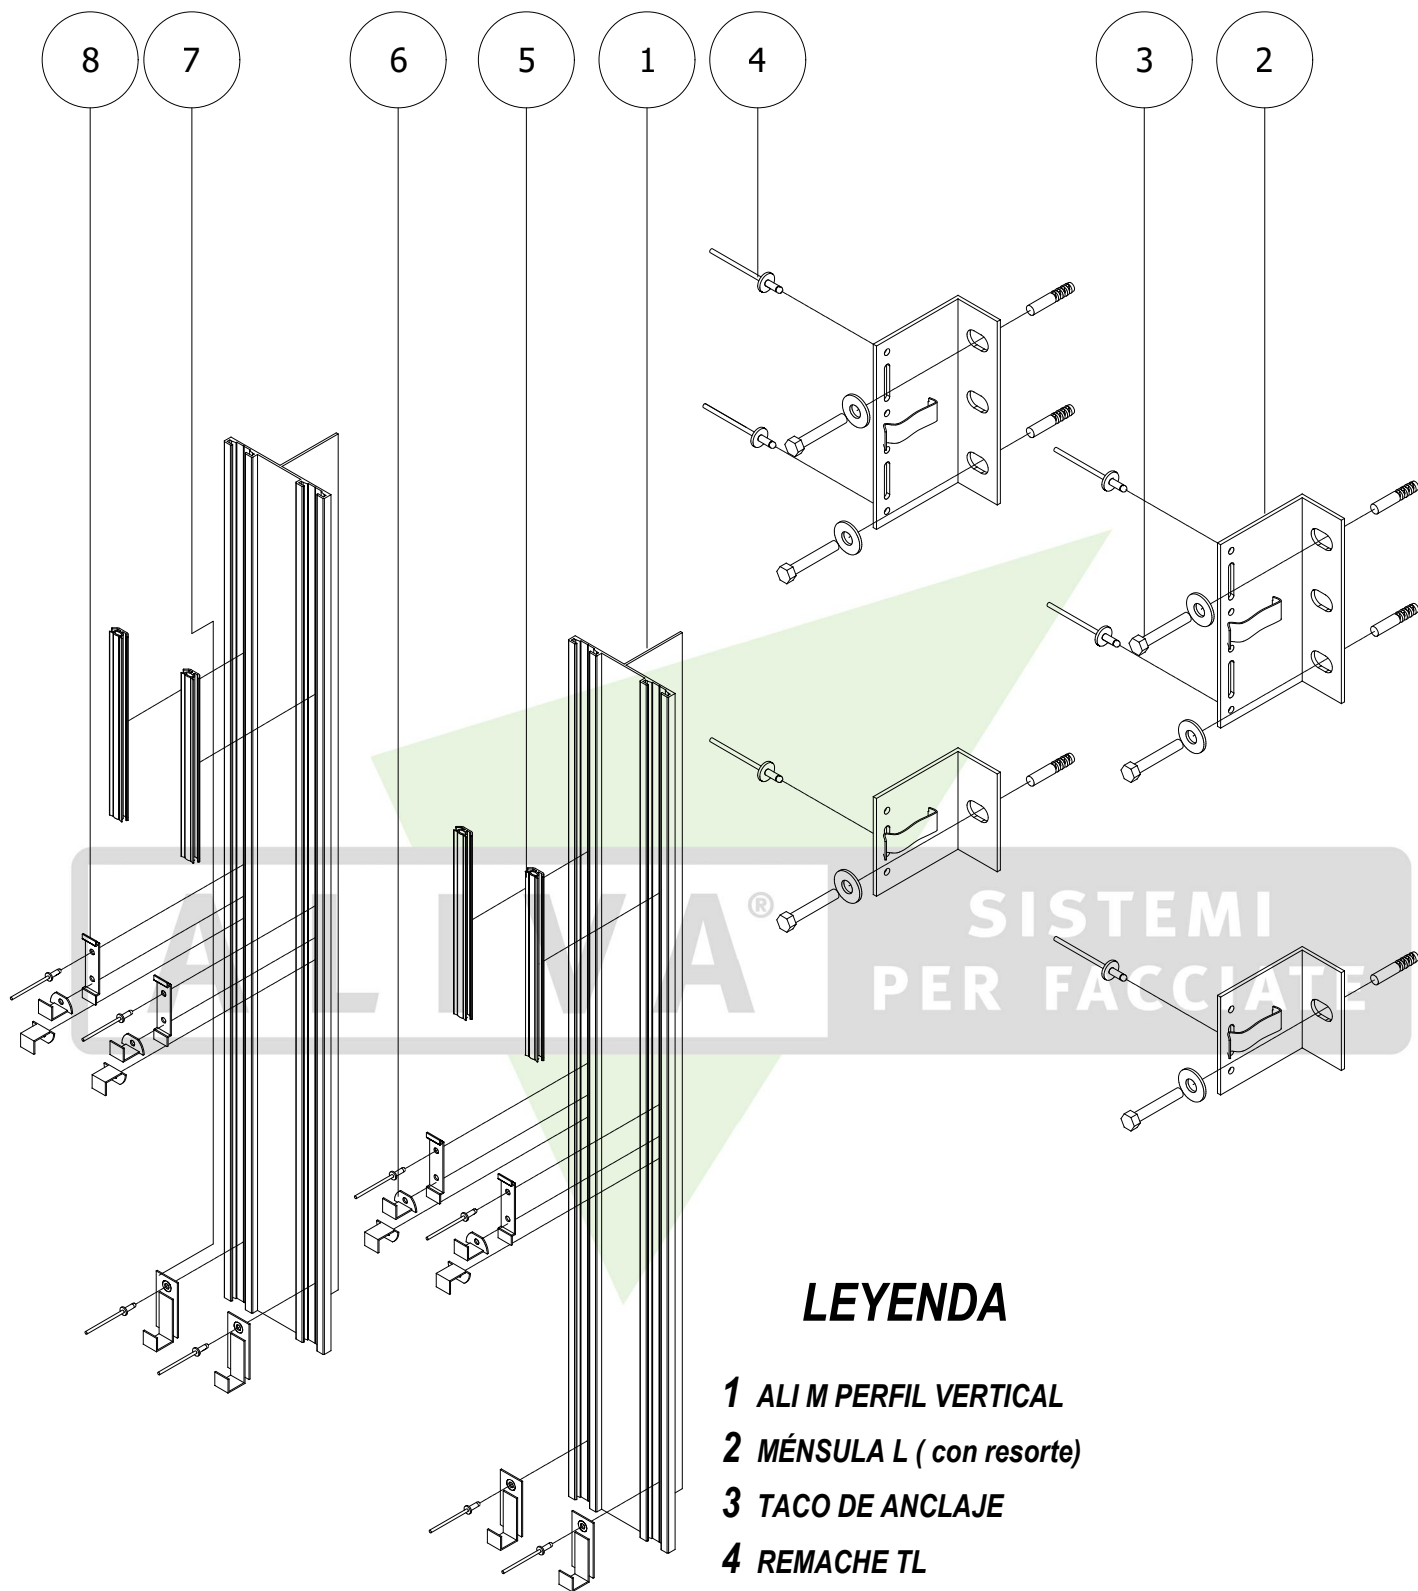 8 7 6 5 1 4 3 2
ALIVA®
SISTEMI
PER FACCIATE
LEYENDA
1 ALI M PERFIL VERTICAL
2 MÉNSULA L ( con resorte)
3 TACO DE ANCLAJE
4 REMACHE TL